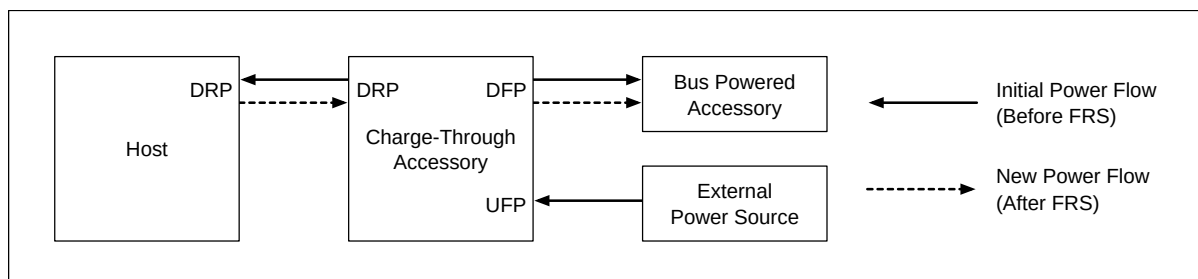 Host
DRP
DRP
DFP
Charge-Through
Accessory
UFP
Bus Powered
Accessory
External
Power Source
Initial Power Flow
(Before FRS)
New Power Flow
(After FRS)